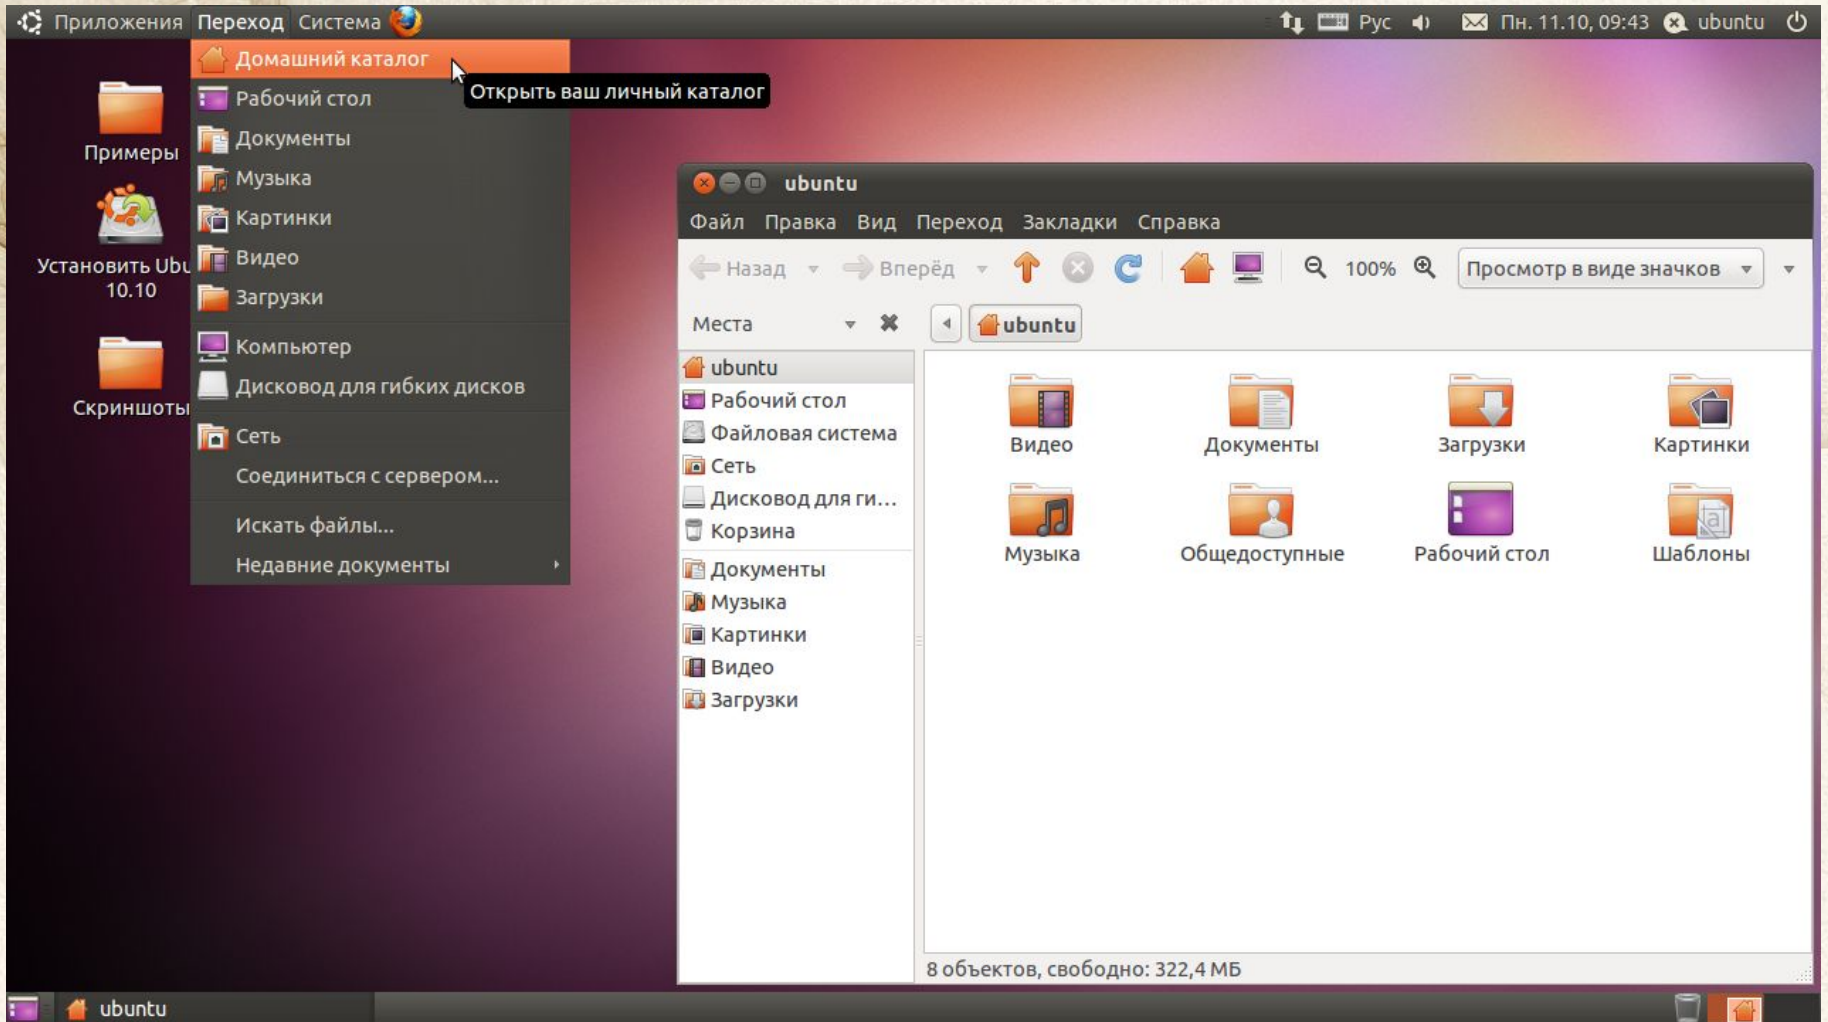 Приложения Переход Система
Рус Пн. 11.10, 09:43 ubuntu
Домашний каталог
Открыть ваш личный каталог
Рабочий стол
Документы
Музыка
Картинки
Видео
Загрузки
Компьютер
Дисковод для гибких дисков
Сеть
Соединиться с сервером...
Искать файлы...
Недавние документы
Примеры
Установить Ubu
10.10
Скриншоты
ubuntu
Файл Правка Вид Переход Закладки Справка
Назад Вперёд 100% Просмотр в виде значков
Места
ubuntu
ubuntu
Рабочий стол
Файловая система
Сеть
Дисковод для ги...
Корзина
Документы
Музыка
Картинки
Видео
Загрузки
Видео Документы Загрузки Картинки
Музыка Общедоступные Рабочий стол Шаблоны
8 объектов, свободно: 322,4 МБ
ubuntu